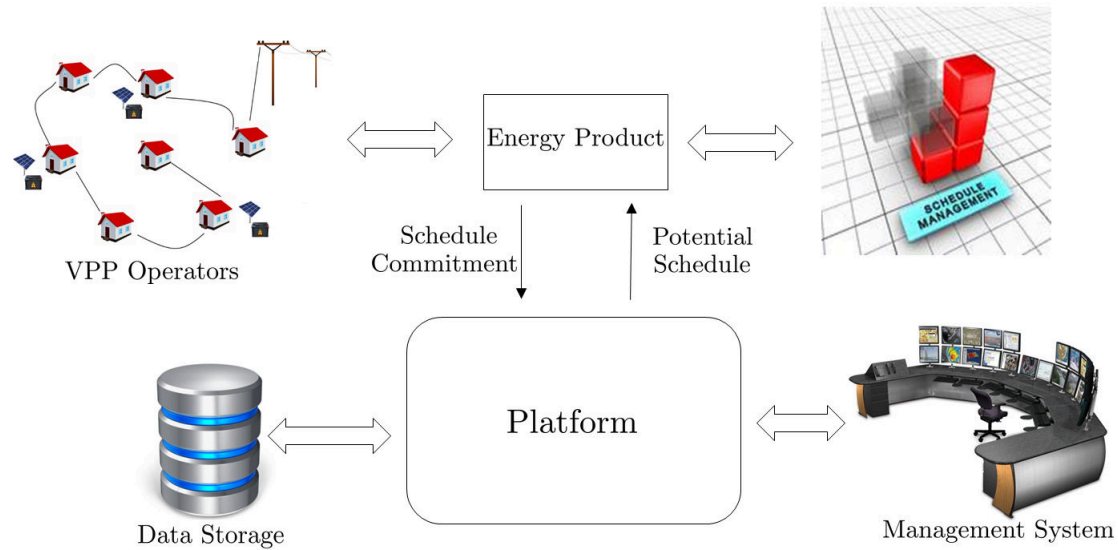 Energy Product
SCHEDULE
MANAGEMENT
VPP Operators
Schedule
Commitment
Potential
Schedule
Platform
Data Storage
Management System